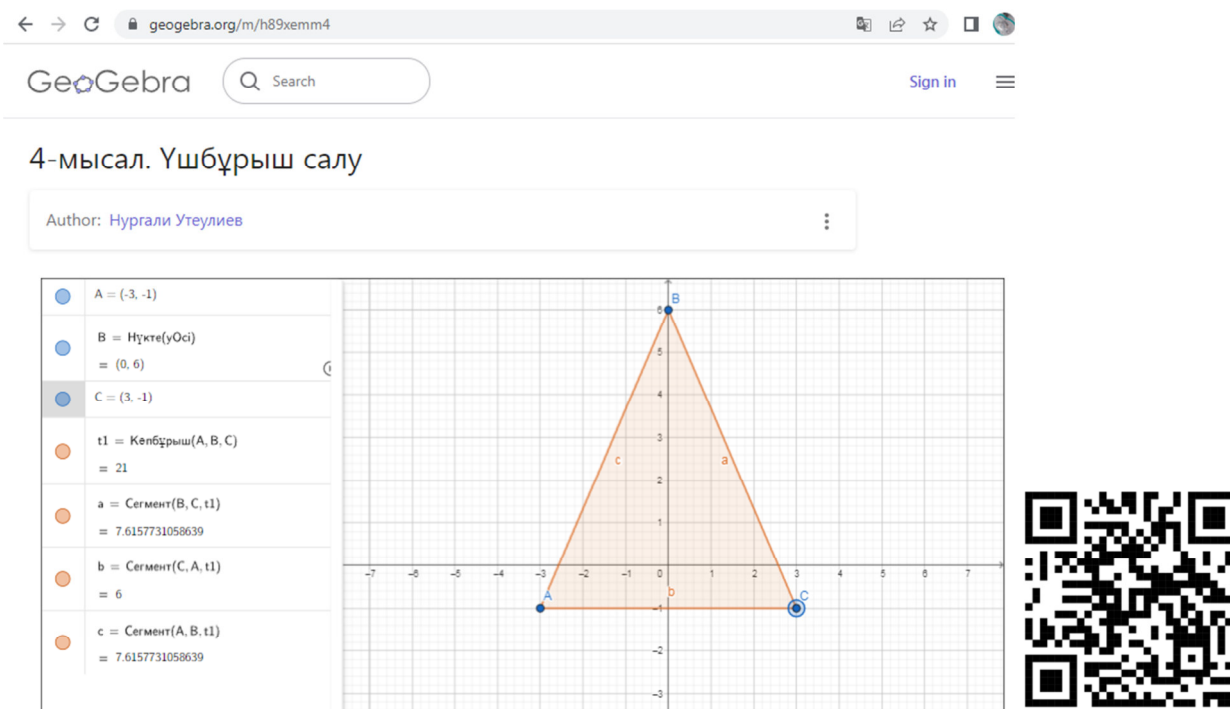 geogebra.org/m/h89xemm4
GeoGebra
Search
Sign in
4-мысал. Үшбұрыш салу
Author: Нургали Утеулиев
A = (-3, -1)
B = Нүкте(yOci)
= (0, 6)
C = (3, -1)
t1 = Көпбұрыш(A, B, C)
= 21
a = Сегмент(B, C, t1)
= 7.6157731058639
b = Сегмент(C, A, t1)
= 6
c = Сегмент(A, B, t1)
= 7.6157731058639
B
6
5
4
3
c
a
2
1
-7 -6 -5 -4 -3 -2 -1 0 1 2 3 4 5 6 7
A
b
C
-1
-2
-3